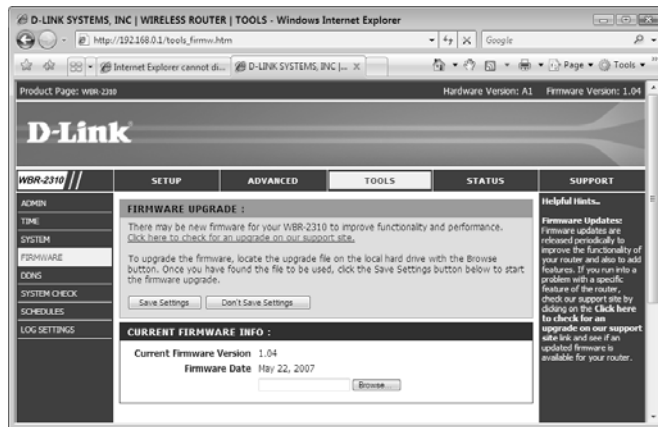 D-LINK SYSTEMS, INC | WIRELESS ROUTER | TOOLS - Windows Internet Explorer
http://192.168.0.1/tools_firmw.htm
Google
Internet Explorer cannot di...
D-LINK SYSTEMS, INC |... X
Page
Tools
Product Page: WBR-2310
Hardware Version: A1
Firmware Version: 1.04
D-Link
WBR-2310
SETUP
ADVANCED
TOOLS
STATUS
SUPPORT
ADMIN
TIME
SYSTEM
FIRMWARE
DDNS
SYSTEM CHECK
SCHEDULES
LOG SETTINGS
FIRMWARE UPGRADE :
There may be new firmware for your WBR-2310 to improve functionality and performance.
Click here to check for an upgrade on our support site.
To upgrade the firmware, locate the upgrade file on the local hard drive with the Browse
button. Once you have found the file to be used, click the Save Settings button below to start
the firmware upgrade.
Save Settings
Don't Save Settings
CURRENT FIRMWARE INFO :
Current Firmware Version 1.04
Firmware Date May 22, 2007
Browse...
Helpful Hints..
Firmware Updates:
Firmware updates are
released periodically to
improve the functionality of
your router and also to add
features. If you run into a
problem with a specific
feature of the router,
check our support site by
clicking on the Click here
to check for an
upgrade on our support
site link and see if an
updated firmware is
available for your router.